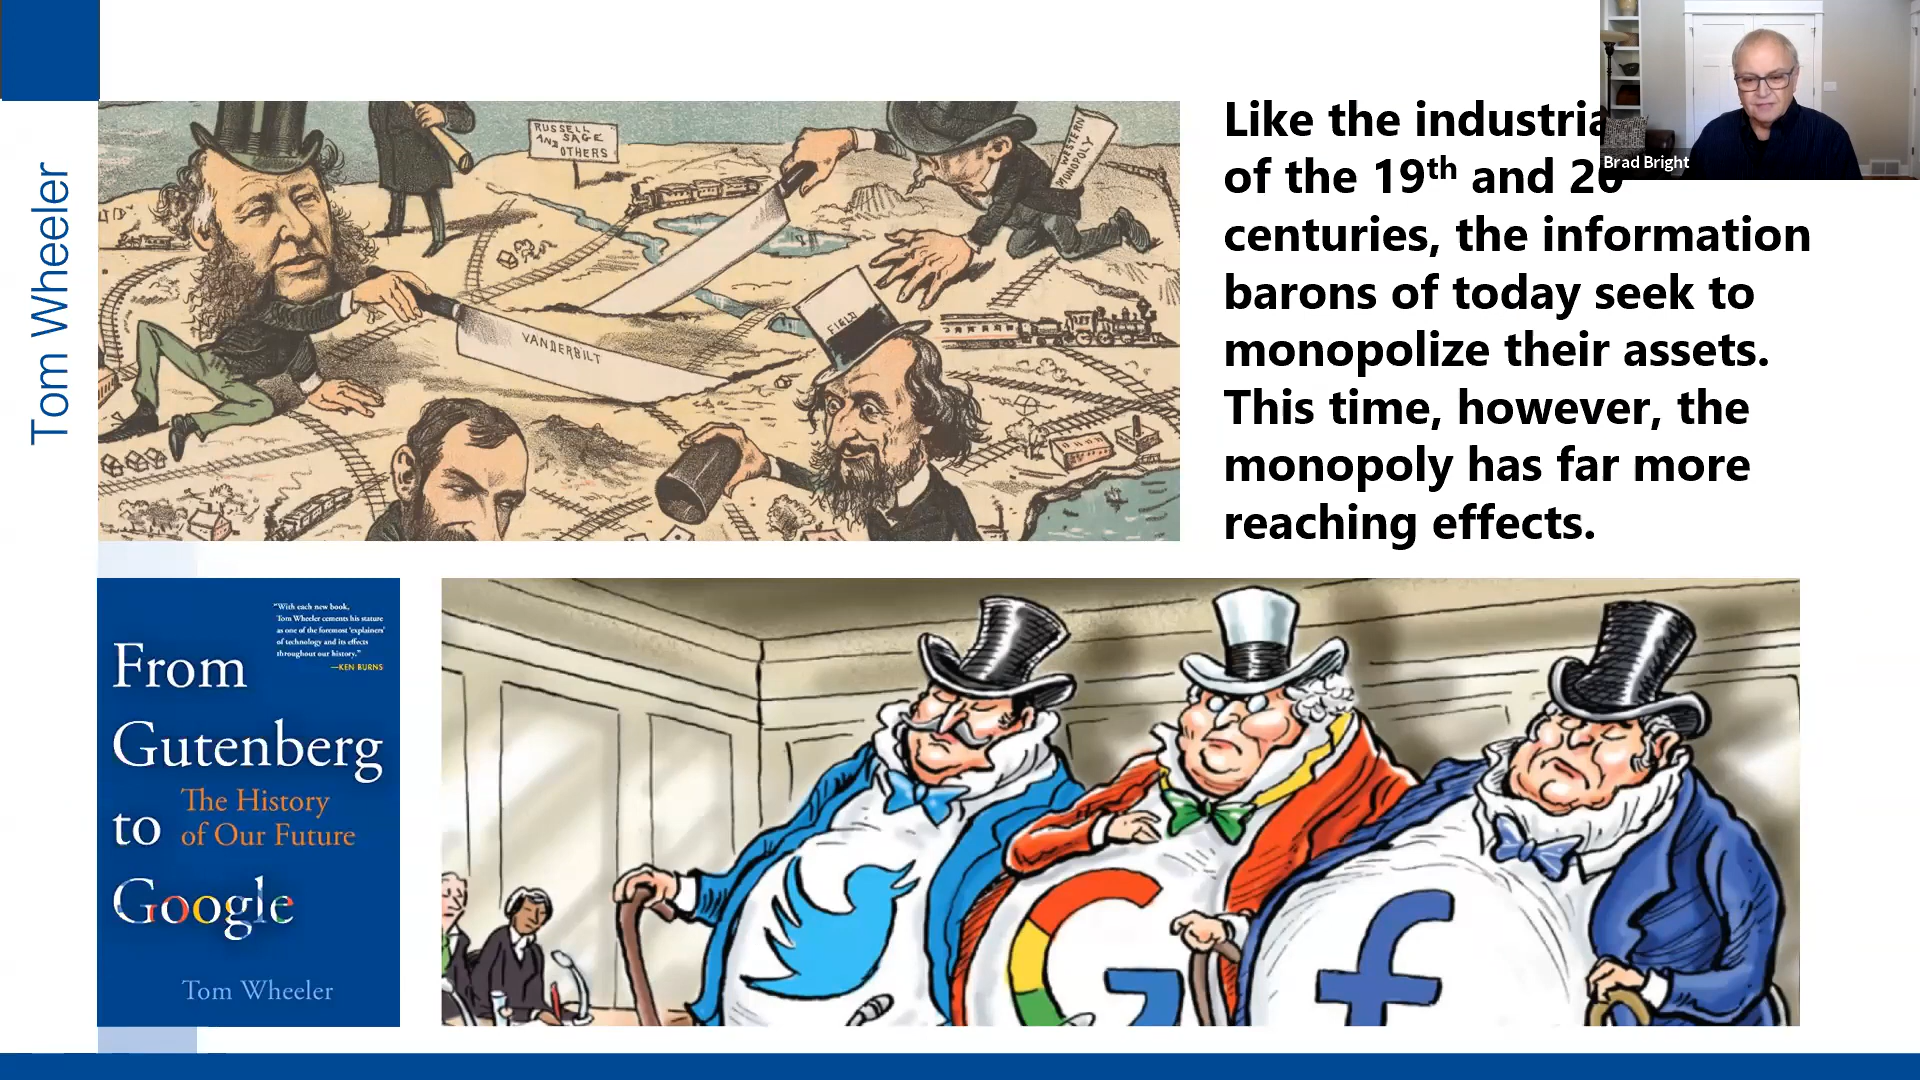 Tom Wheeler
RUSSELL
SAGE
AND OTHERS
WESTERN
MONOPOLY
VANDERBILT
FIELD
Like the industria
of the 19th and 20
centuries, the information
barons of today seek to
monopolize their assets.
This time, however, the
monopoly has far more
reaching effects.
Brad Bright
"With each new book,
Tom Wheeler cements his stature
as one of the foremost 'explainers'
of technology and its effects
throughout our history."
—KEN BURNS
From
Gutenberg
to
The History
of Our Future
Google
Tom Wheeler
G
f